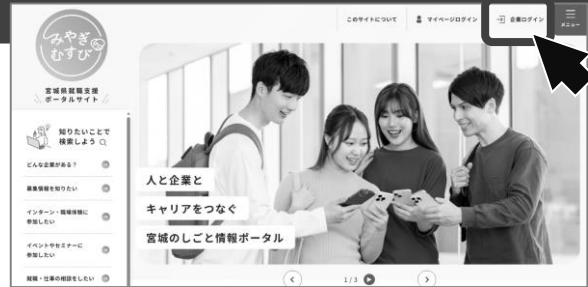 このサイトについて
マイページログイン
企業ログイン
メニュー
みやぎ
むすび
宮城県就職支援
ポータルサイト
知りたいことで
検索しよう
どんな企業がある？
募集情報を知りたい
インターン・職場体験に
参加したい
イベントやセミナーに
参加したい
就職・仕事の相談をしたい
人と企業と
キャリアをつなぐ
宮城のしごと情報ポータル
1 / 3